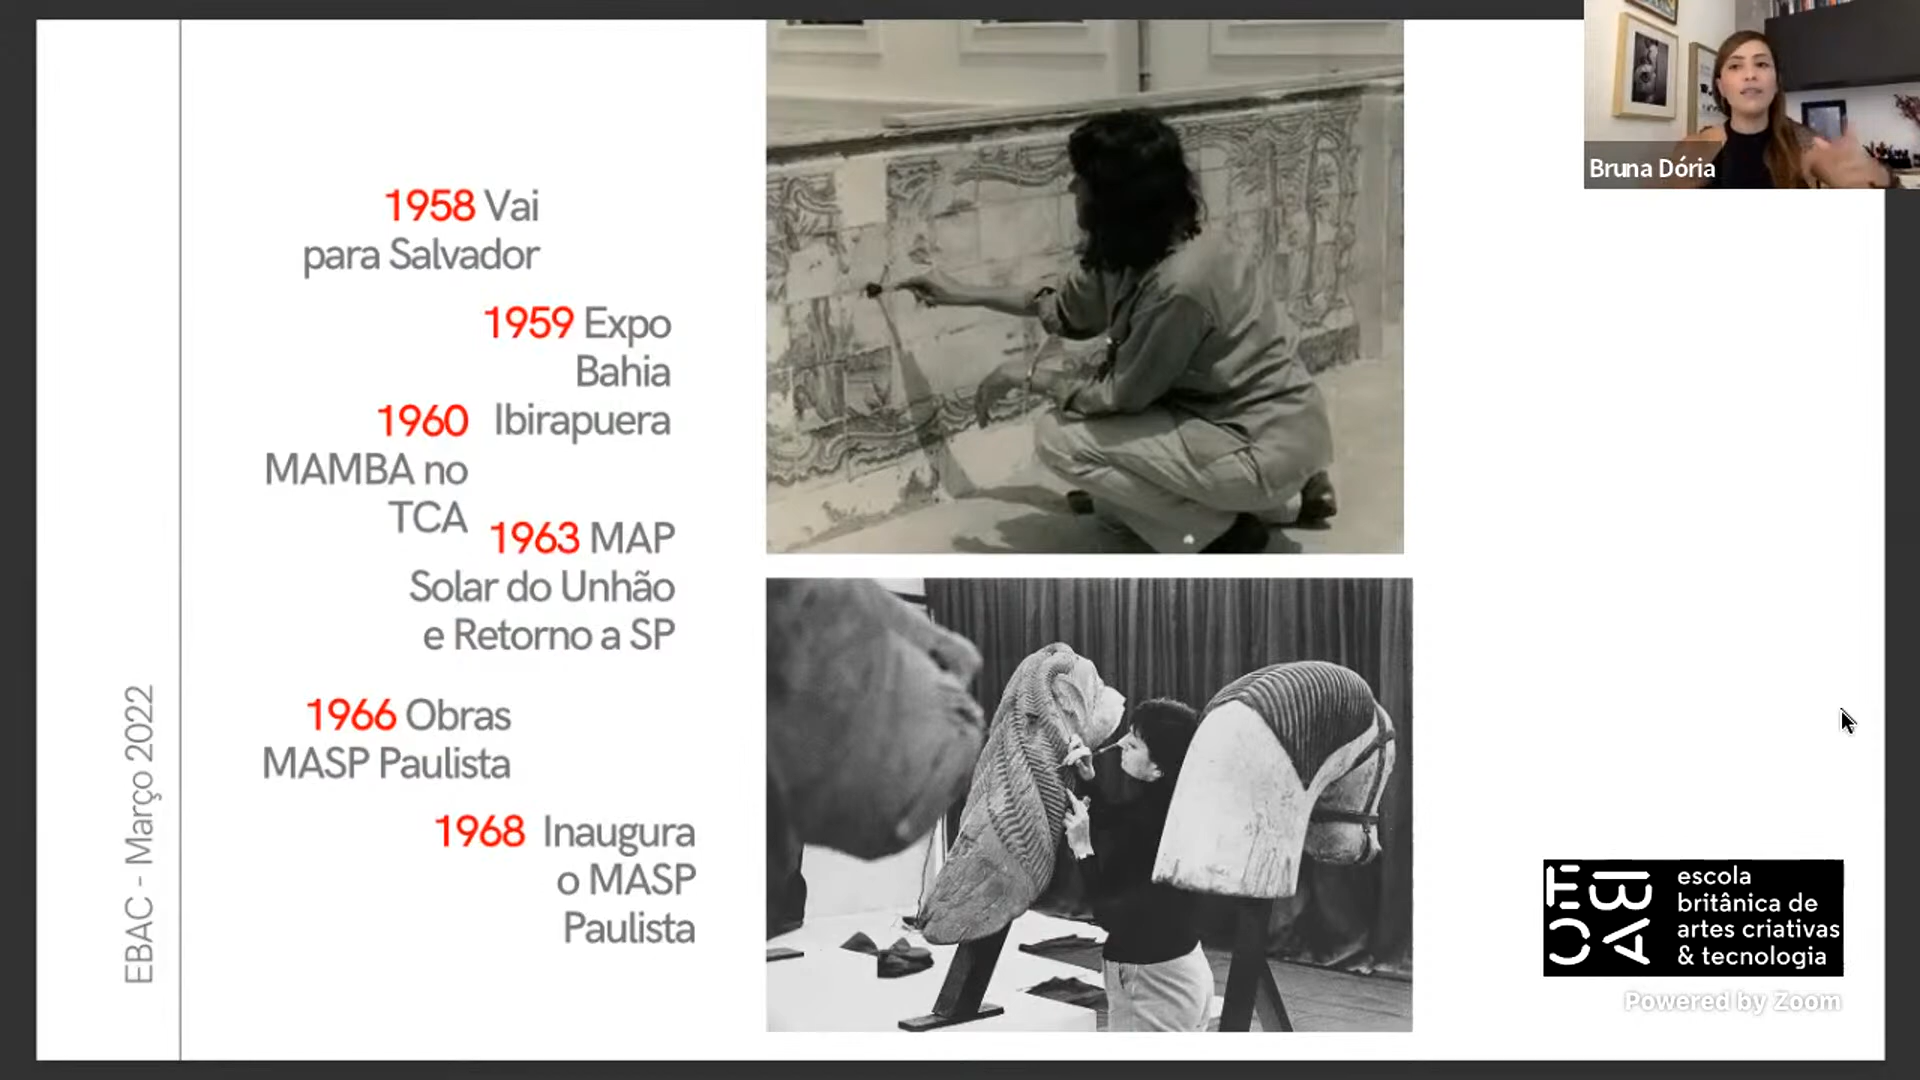 1958 Vai
para Salvador
1959 Expo
Bahia
Ibirapuera
1960
MAMBA no
TCA
1963 MAP
Solar do Unhão
e Retorno a SP
1966 Obras
MASP Paulista
1968 Inaugura
o MASP
Paulista
EBAC - Março 2022
Bruna Dória
EBAC
escola
britânica de
artes criativas
& tecnologia
Powered by Zoom